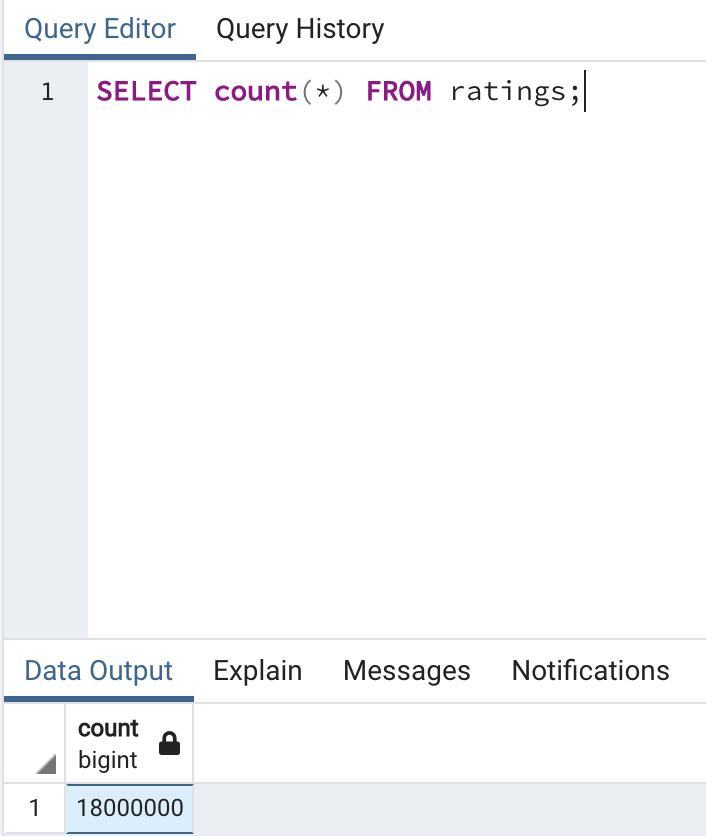 Query Editor Query History
1 SELECT count(*) FROM ratings;
Data Output Explain Messages Notifications
count
bigint
1 18000000